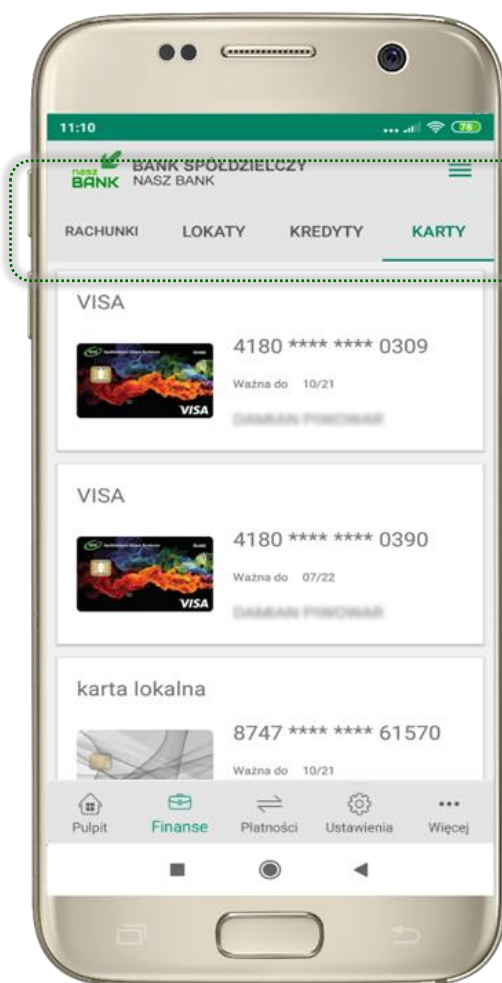 11:10
78
nasz
BANK
BANK SPÓŁDZIELCZY
NASZ BANK
RACHUNKI LOKATY KREDYTY KARTY
VISA
4180 **** **** 0309
Ważna do 10/21
VISA
VISA
4180 **** **** 0390
Ważna do 07/22
VISA
karta lokalna
8747 **** **** 61570
Ważna do 10/21
Pulpit Finanse Płatności Ustawienia Więcej